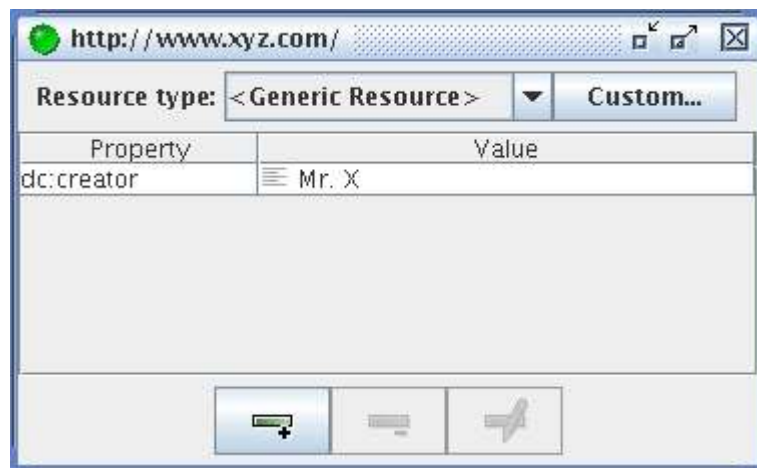 http://www.xyz.com/
Resource type: <Generic Resource> Custom...
Property Value
dc:creator Mr. X